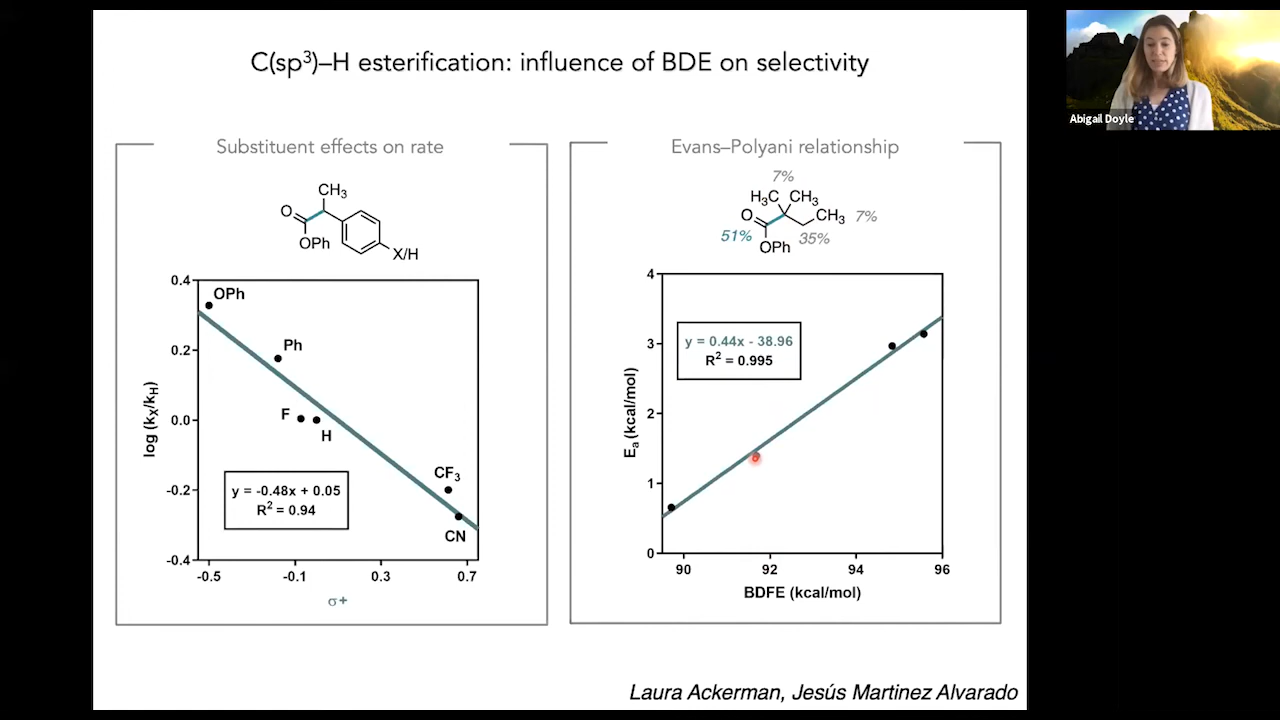 C(sp³)–H esterification: influence of BDE on selectivity
Abigail Doyle
Substituent effects on rate
CH₃
O
OPh
X/H
0.4
0.2
0.0
-0.2
-0.4
log (kX/kH)
OPh
Ph
F
H
CF₃
CN
y = -0.48x + 0.05
R² = 0.94
-0.5
-0.1
0.3
0.7
σ+
Evans–Polyani relationship
7%
H₃C CH₃
O
CH₃ 7%
51%
35%
OPh
4
3
2
1
0
Eₐ (kcal/mol)
y = 0.44x - 38.96
R² = 0.995
90
92
94
96
BDFE (kcal/mol)
Laura Ackerman, Jesús Martinez Alvarado